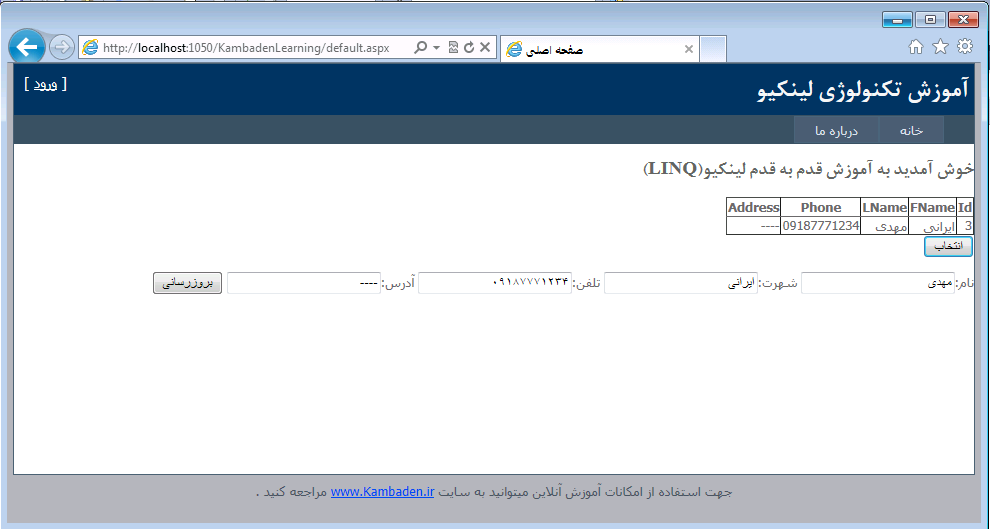 http://localhost:1050/KambadenLearning/default.aspx
صفحه اصلی
آموزش تکنولوژی لینکیو
[ ورود ]
خانه
درباره ما
خوش آمدید به آموزش قدم به قدم لینکیو(LINQ)
Id FName LName Phone Address
3 ایرانی مهدی 09187771234 ----
انتخاب
نام: مهدی شهرت: ایرانی تلفن: ۰۹۱۸۷۷۷۱۲۳۴ آدرس: ---- بروزرسانی
جهت استفاده از امکانات آموزش آنلاین میتوانید به سایت www.Kambaden.ir مراجعه کنید .